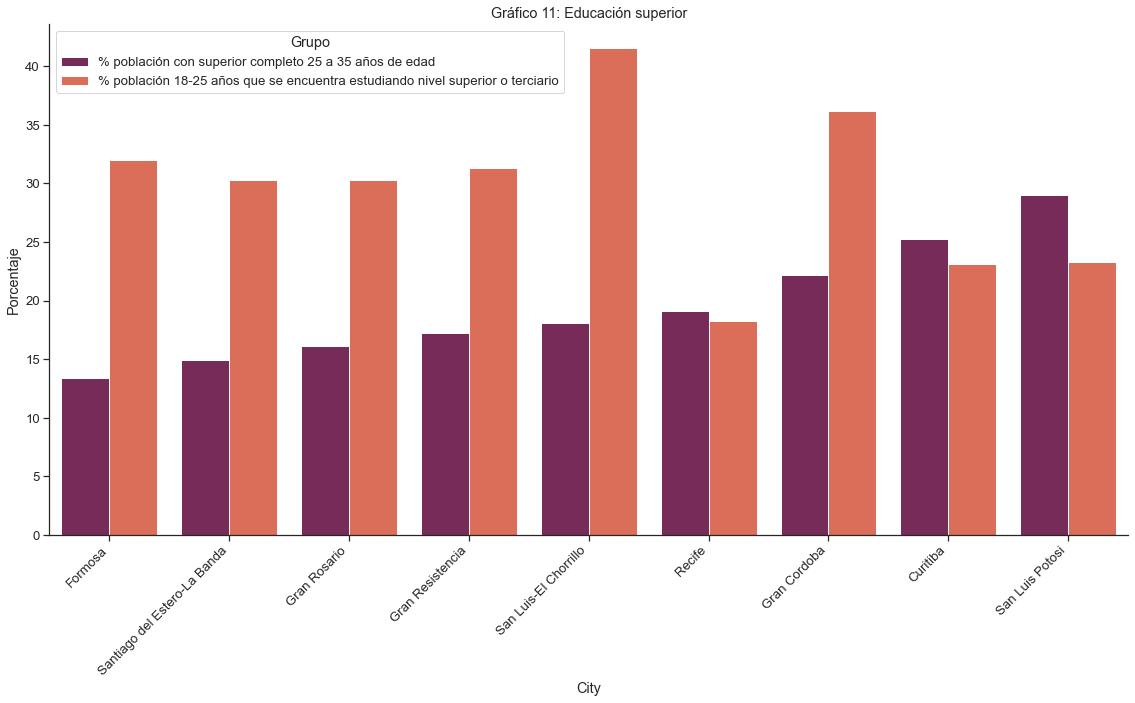 Gráfico 11: Educación superior
Grupo
% población con superior completo 25 a 35 años de edad
% población 18-25 años que se encuentra estudiando nivel superior o terciario
Porcentaje
40
35
30
25
20
15
10
5
0
Formosa
Santiago del Estero-La Banda
Gran Rosario
Gran Resistencia
San Luis-El Chorrillo
Recife
Gran Cordoba
Curitiba
San Luis Potosi
City